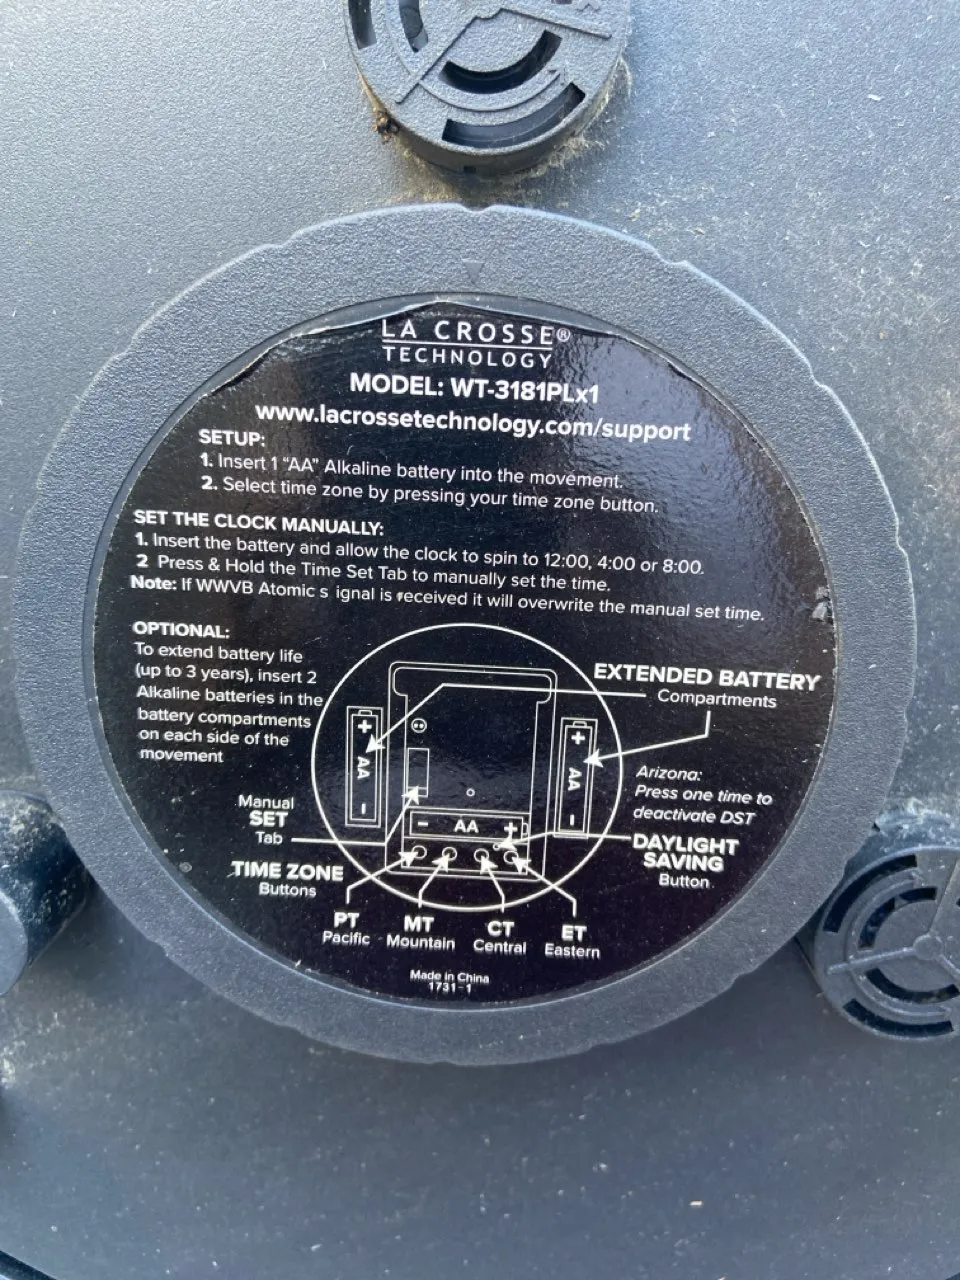 LA CROSSE®
TECHNOLOGY
MODEL: WT-3181PLx1
www.lacrossetechnology.com/support
SETUP:
1. Insert 1 "AA" Alkaline battery into the movement.
2. Select time zone by pressing your time zone button.
SET THE CLOCK MANUALLY:
1. Insert the battery and allow the clock to spin to 12:00, 4:00 or 8:00.
2 Press & Hold the Time Set Tab to manually set the time.
Note: If WWVB Atomic s ignal is received it will overwrite the manual set time.
OPTIONAL:
To extend battery life
(up to 3 years), insert 2
Alkaline batteries in the
battery compartments
on each side of the
movement
EXTENDED BATTERY
Compartments
+ AA -
+ AA -
- AA +
Arizona:
Press one time to
deactivate DST
Manual
SET
Tab
DAYLIGHT
SAVING
Button
TIME ZONE
Buttons
PT
Pacific
MT
Mountain
CT
Central
ET
Eastern
Made in China
1731-1